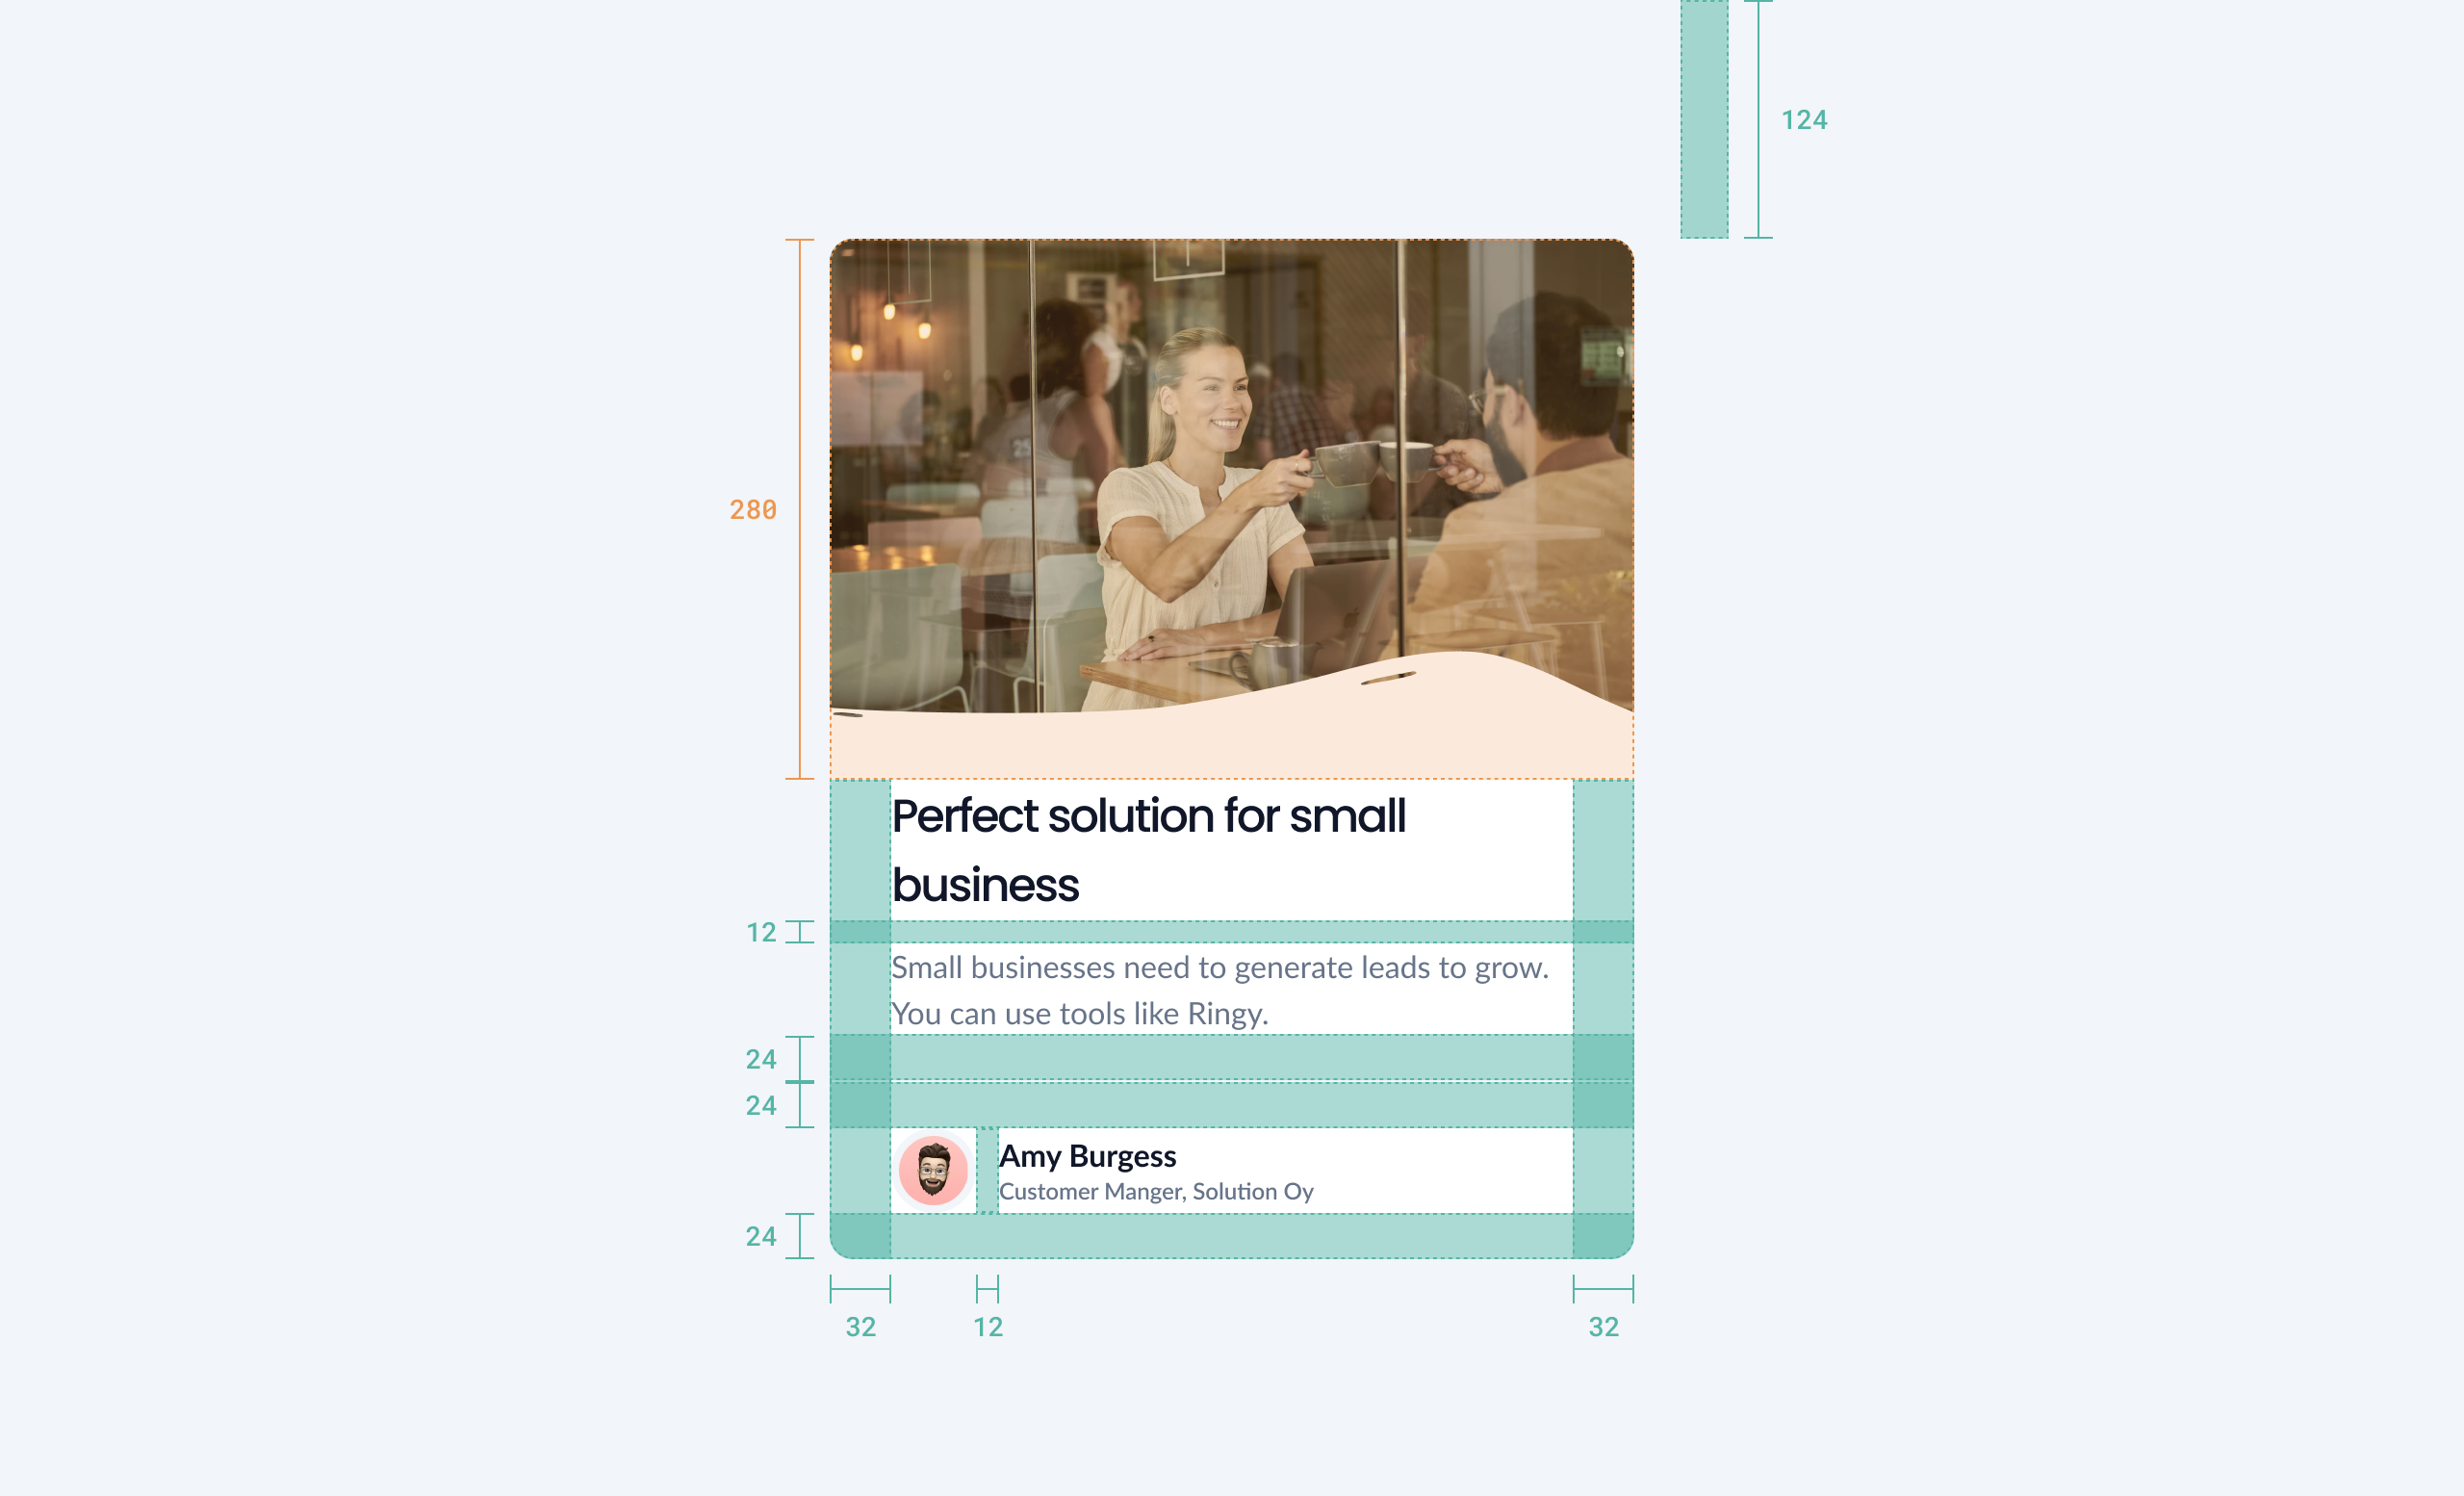 124
280
Perfect solution for small
business
12
Small businesses need to generate leads to grow.
You can use tools like Ringy.
24
24
Amy Burgess
Customer Manger, Solution Oy
24
32
12
32